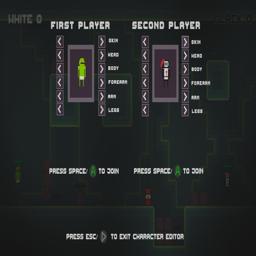 WHITE 0
FIRST PLAYER SECOND PLAYER
SKIN SKIN
HEAD HEAD
BODY BODY
FOREARM FOREARM
ARM ARM
LEGS LEGS
PRESS SPACE/ A TO JOIN PRESS SPACE/ A TO JOIN
PRESS ESC/ TO EXIT CHARACTER EDITOR